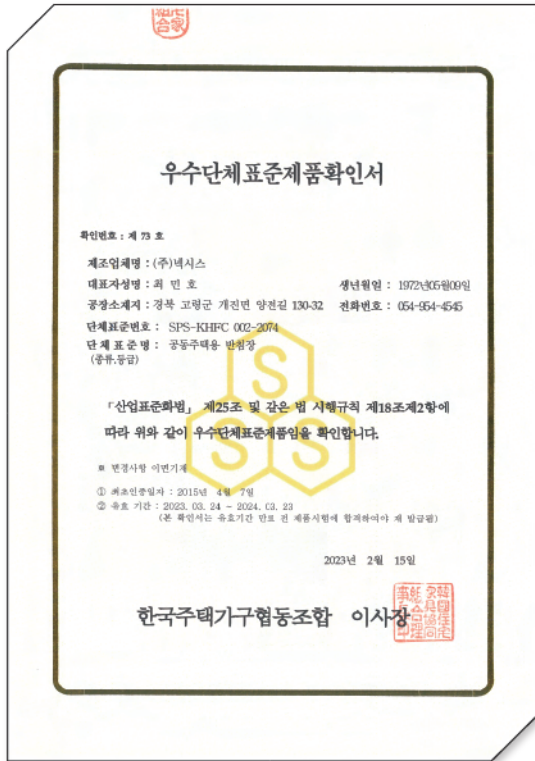 우수단체표준제품확인서
확인번호 : 제 73 호
제조업체명 : (주)넥시스
대표자성명 : 최 민 호 생년월일 : 1972년05월09일
공장소재지 : 경북 고령군 개진면 양전길 130-32 전화번호 : 054-954-4545
단체표준번호 : SPS-KHFC 002-2074
단 체 표 준 명 : 공동주택용 반침장
(종류.등급)
SSS
「산업표준화법」 제25조 및 같은 법 시행규칙 제18조제2항에
따라 위와 같이 우수단체표준제품임을 확인합니다.
※ 변경사항 이면기재
① 최초인증일자 : 2015년 4월 7일
② 유효 기간 : 2023. 03. 24 - 2024. 03. 23
(본 확인서는 유효기간 만료 전 제품시험에 합격하여야 재 발급됨)
2023년 2월 15일
한국주택가구협동조합 이사장